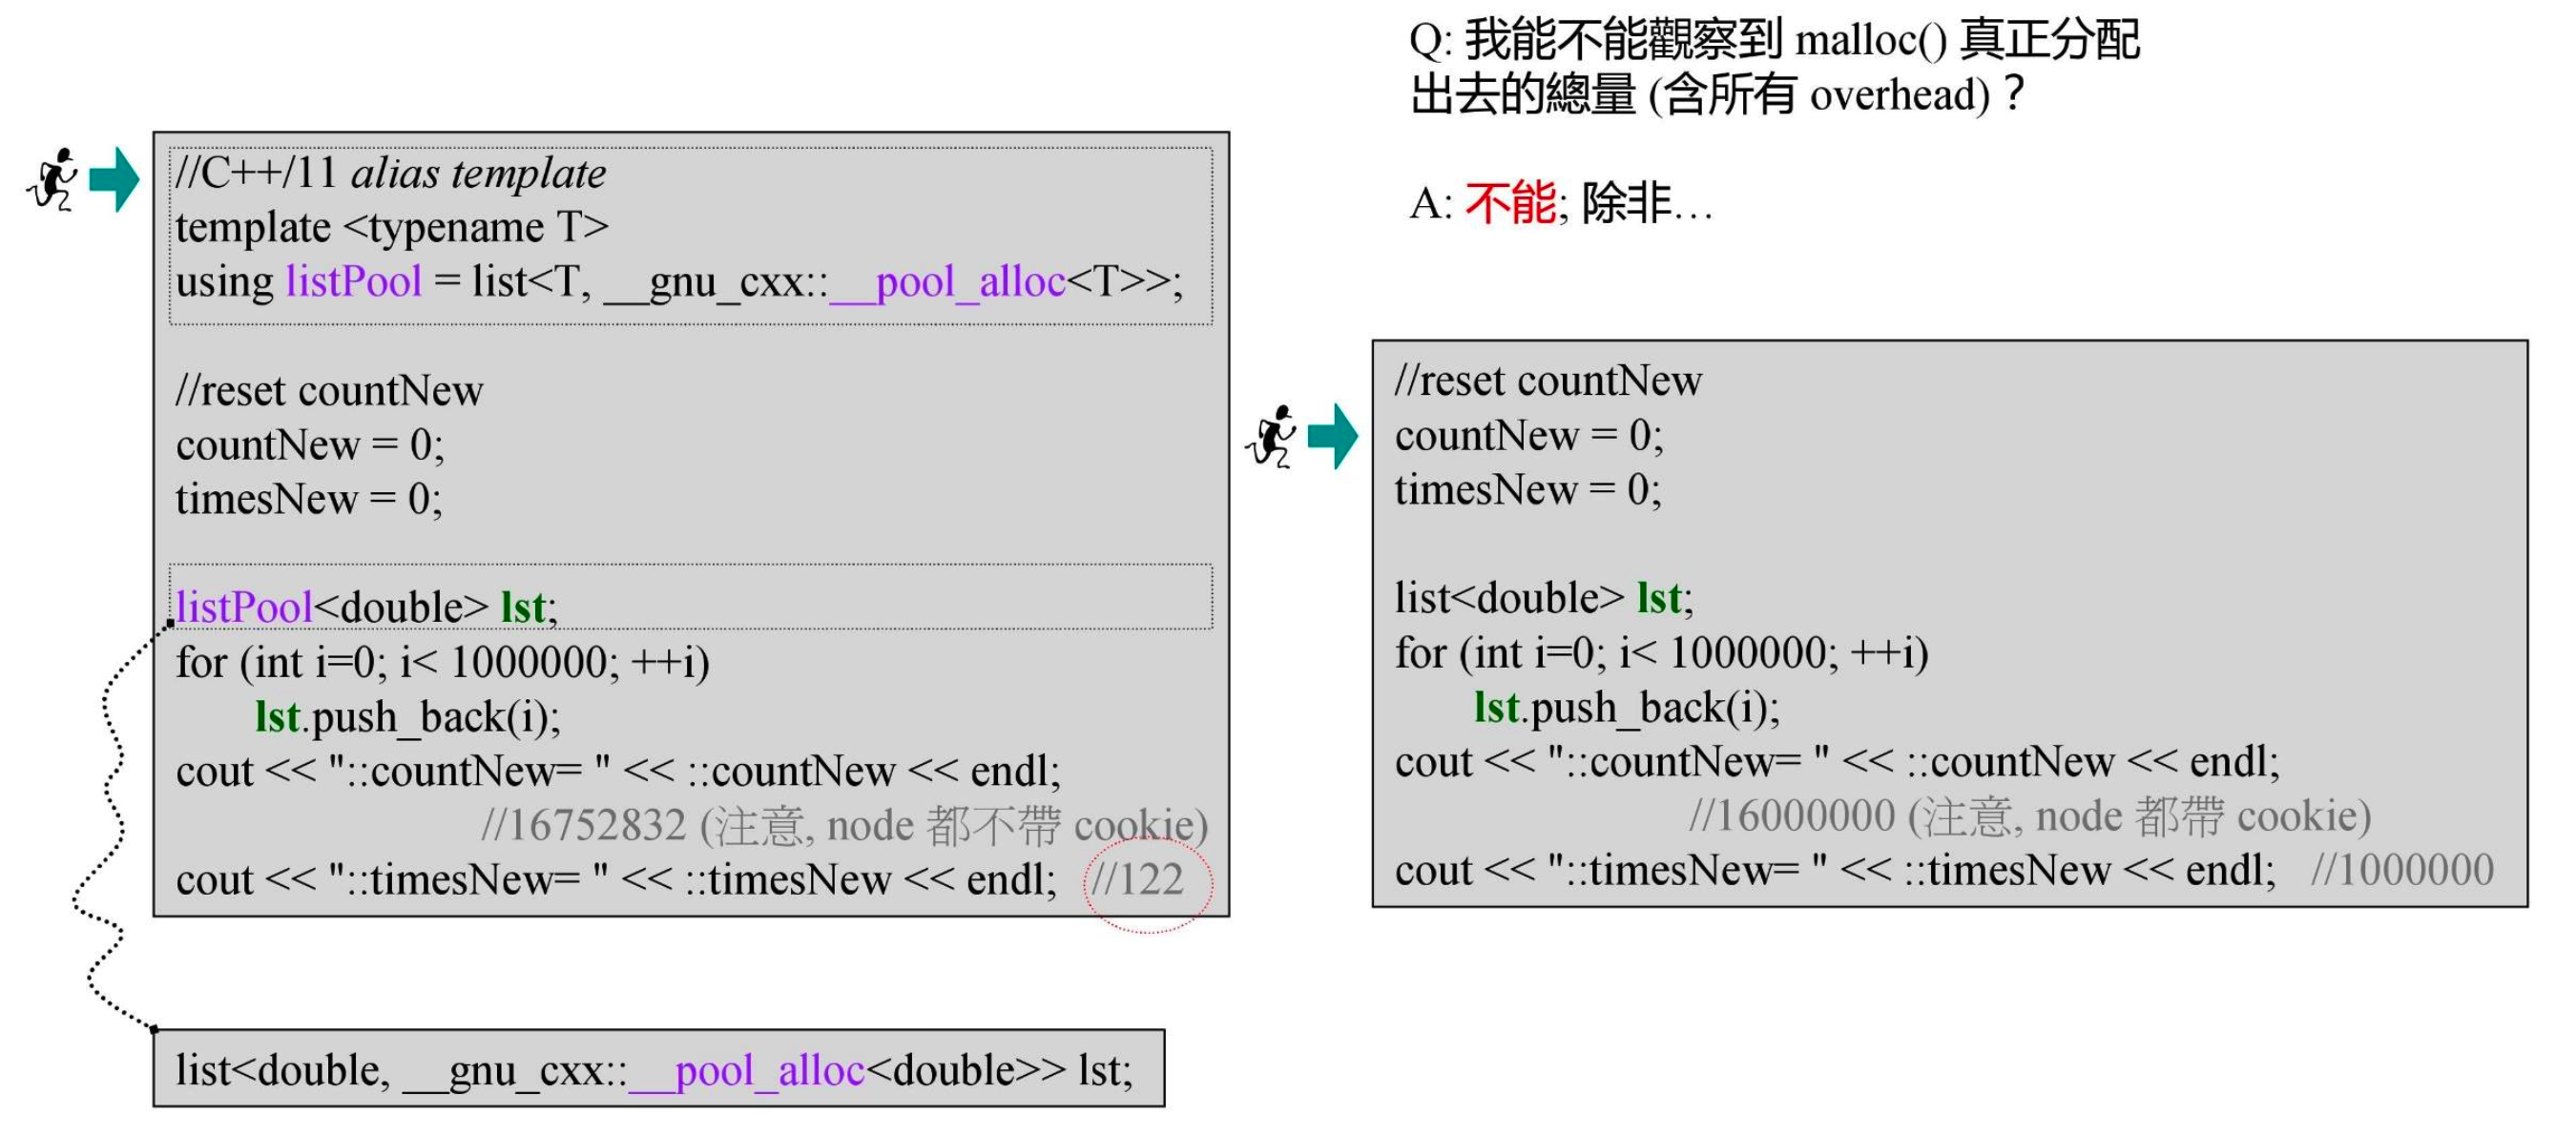 Q: 我能不能觀察到 malloc() 真正分配
出去的總量 (含所有 overhead)？
A: 不能; 除非…
//C++/11 alias template
template <typename T>
using listPool = list<T, __gnu_cxx::__pool_alloc<T>>;
//reset countNew
countNew = 0;
timesNew = 0;
listPool<double> lst;
for (int i=0; i< 1000000; ++i)
lst.push_back(i);
cout << "::countNew= " << ::countNew << endl;
//16752832 (注意, node 都不帶 cookie)
cout << "::timesNew= " << ::timesNew << endl; //122
list<double, __gnu_cxx::__pool_alloc<double>> lst;
//reset countNew
countNew = 0;
timesNew = 0;
list<double> lst;
for (int i=0; i< 1000000; ++i)
lst.push_back(i);
cout << "::countNew= " << ::countNew << endl;
//16000000 (注意, node 都帶 cookie)
cout << "::timesNew= " << ::timesNew << endl; //1000000